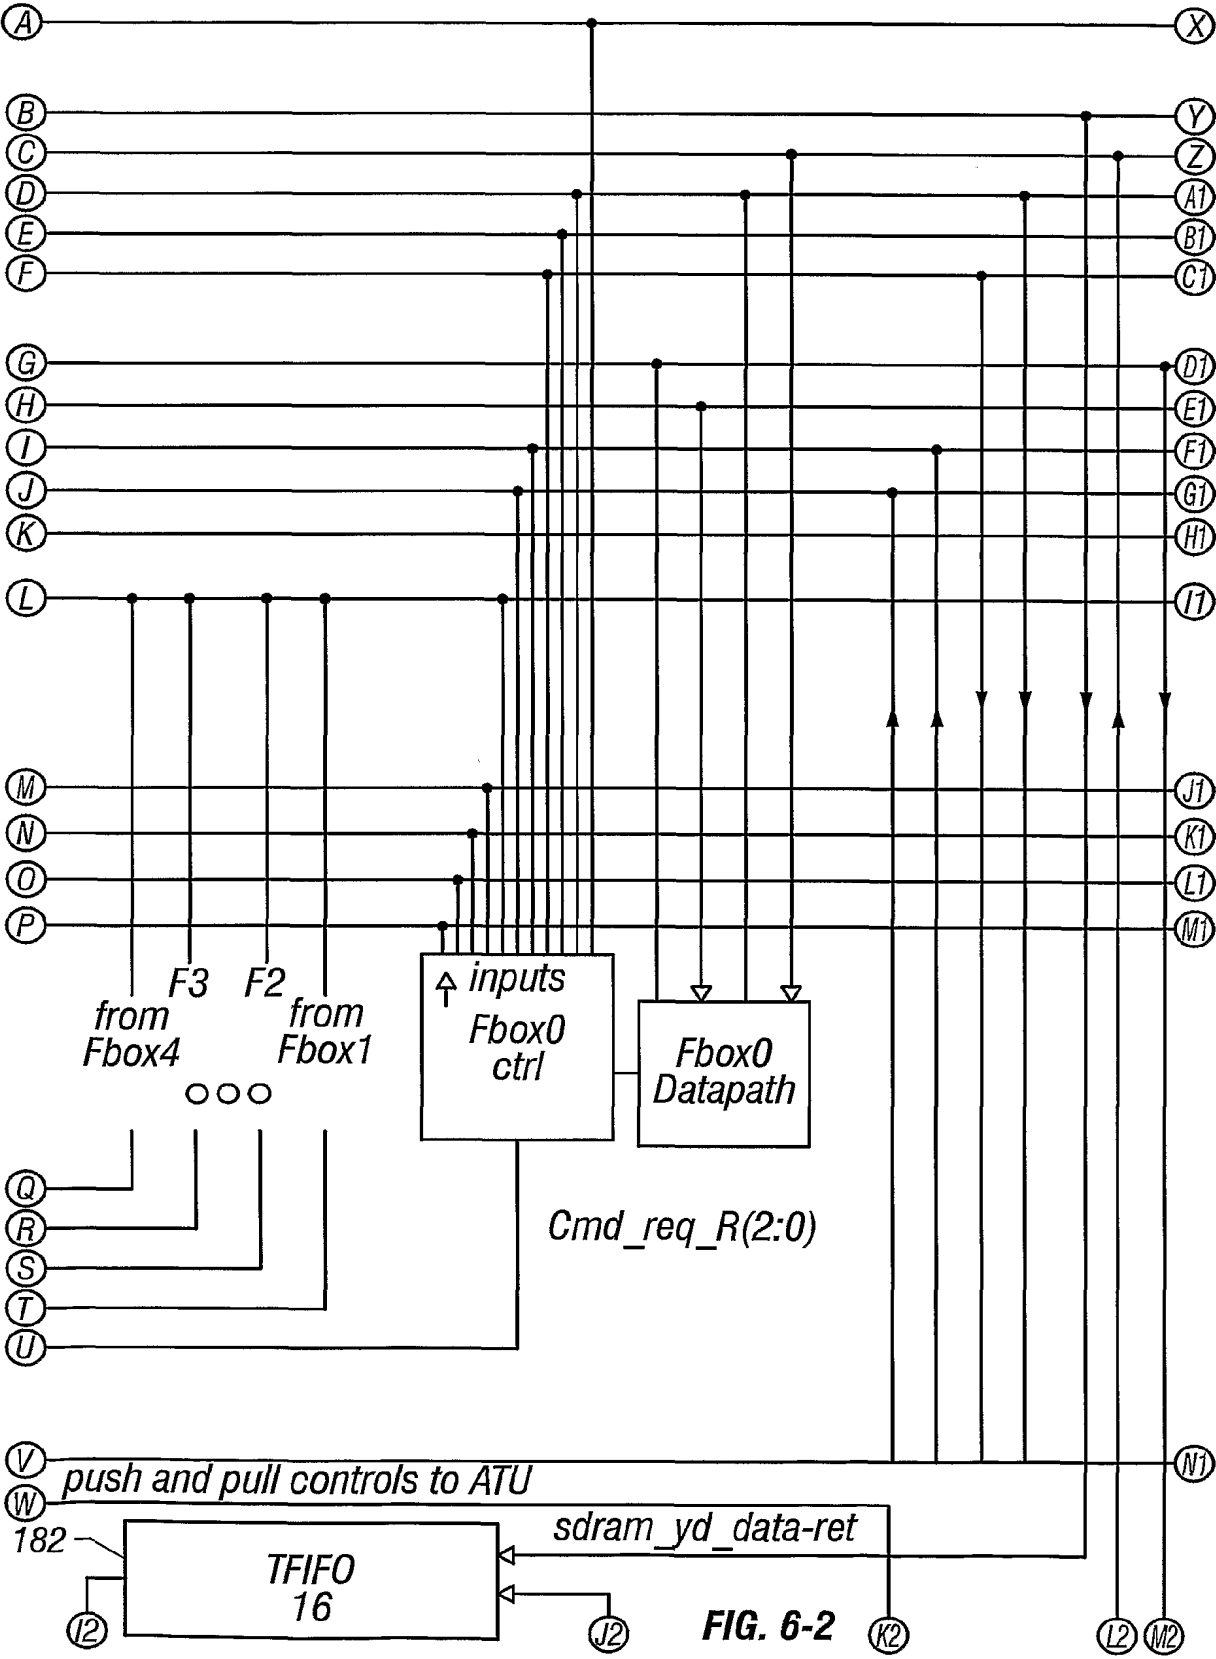 A X
B Y
C Z
D A1
E B1
F C1
G D1
H E1
I F1
J G1
K H1
L I1
M J1
N K1
O L1
P M1
inputs
Fbox0
ctrl
Fbox0
Datapath
F3 F2
from
Fbox4
from
Fbox1
Q
R
S
T
U
Cmd_req_R(2:0)
V N1
push and pull controls to ATU
W
sdram_yd_data-ret
182
TFIFO
16
I2 J2 FIG. 6-2 K2 L2 M2